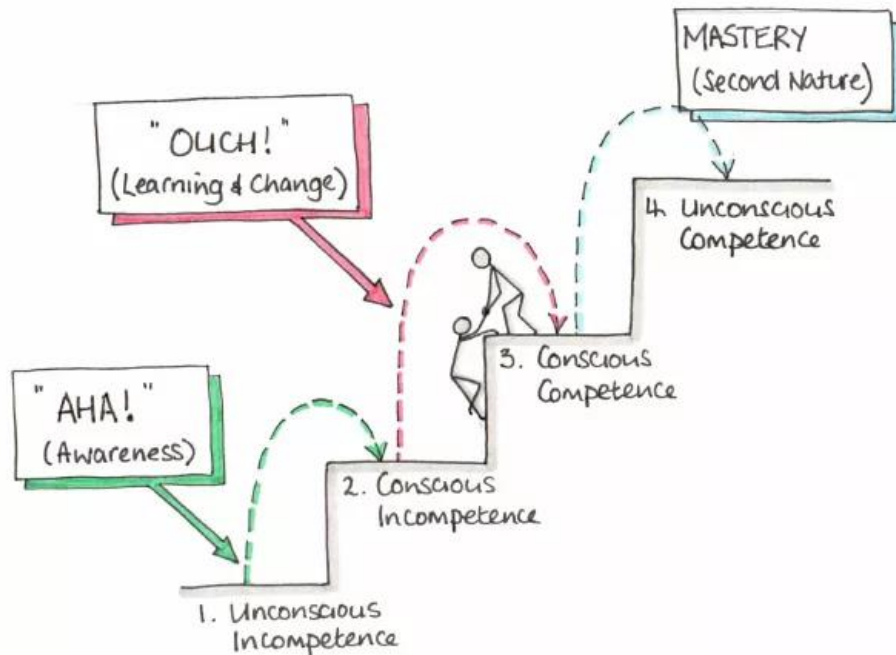 MASTERY
(Second Nature)
"OUCH!"
(Learning & Change)
4. Unconscious
Competence
3. Conscious
Competence
"AHA!"
(Awareness)
2. Conscious
Incompetence
1. Unconscious
Incompetence